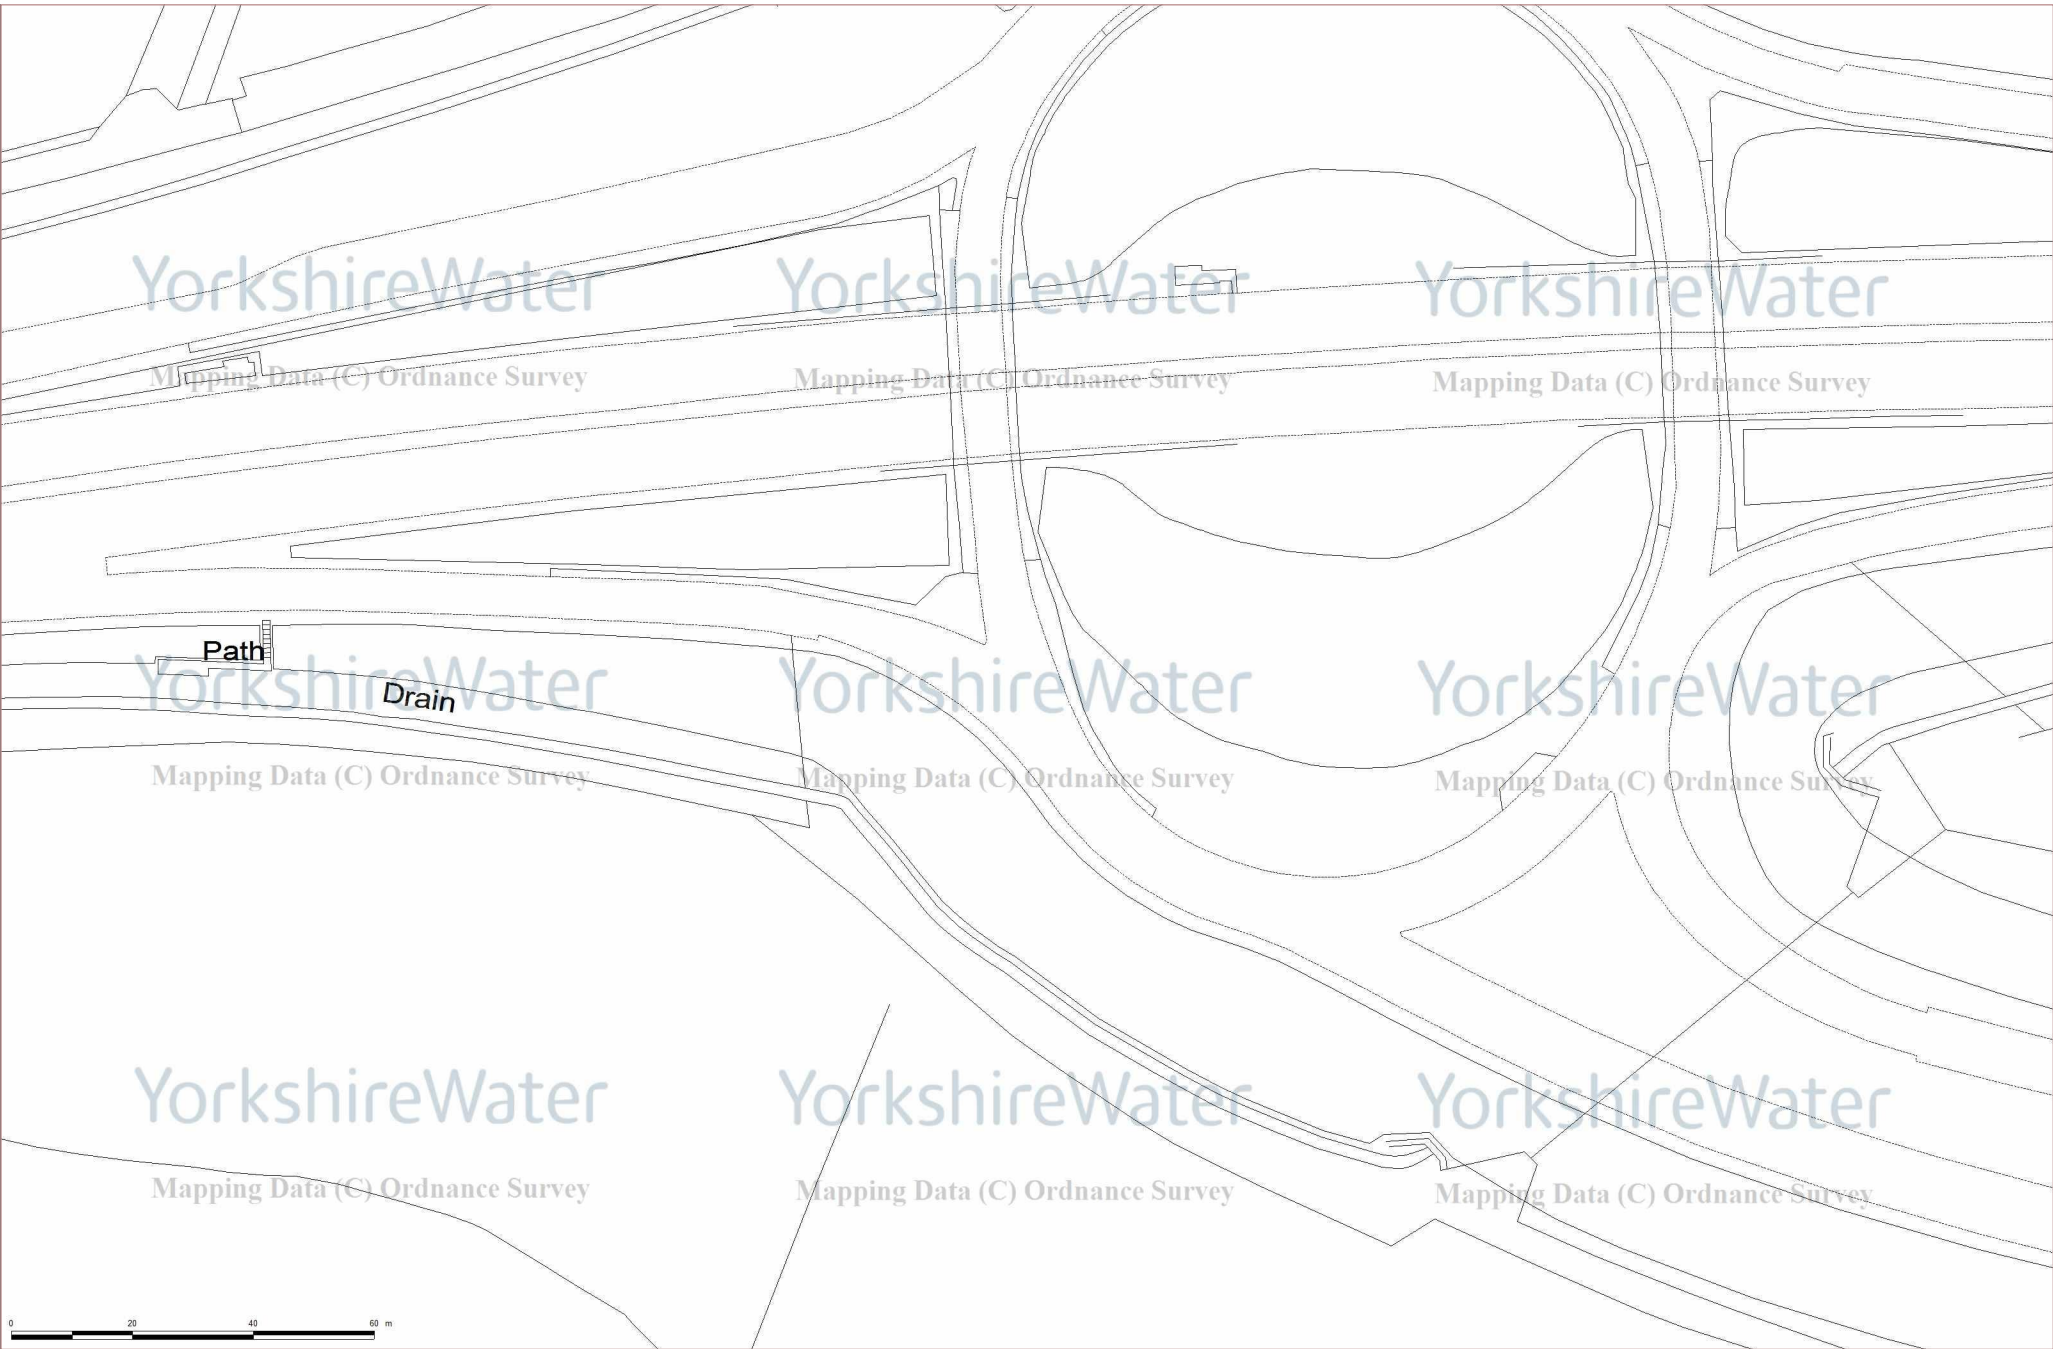 YorkshireWater YorkshireWater YorkshireWater
Mapping Data (C) Ordnance Survey Mapping Data (C) Ordnance Survey Mapping Data (C) Ordnance Survey
Path
YorkshireWater YorkshireWater YorkshireWater
Drain
Mapping Data (C) Ordnance Survey Mapping Data (C) Ordnance Survey Mapping Data (C) Ordnance Survey
YorkshireWater YorkshireWater YorkshireWater
Mapping Data (C) Ordnance Survey Mapping Data (C) Ordnance Survey Mapping Data (C) Ordnance Survey
0 20 40 60 m